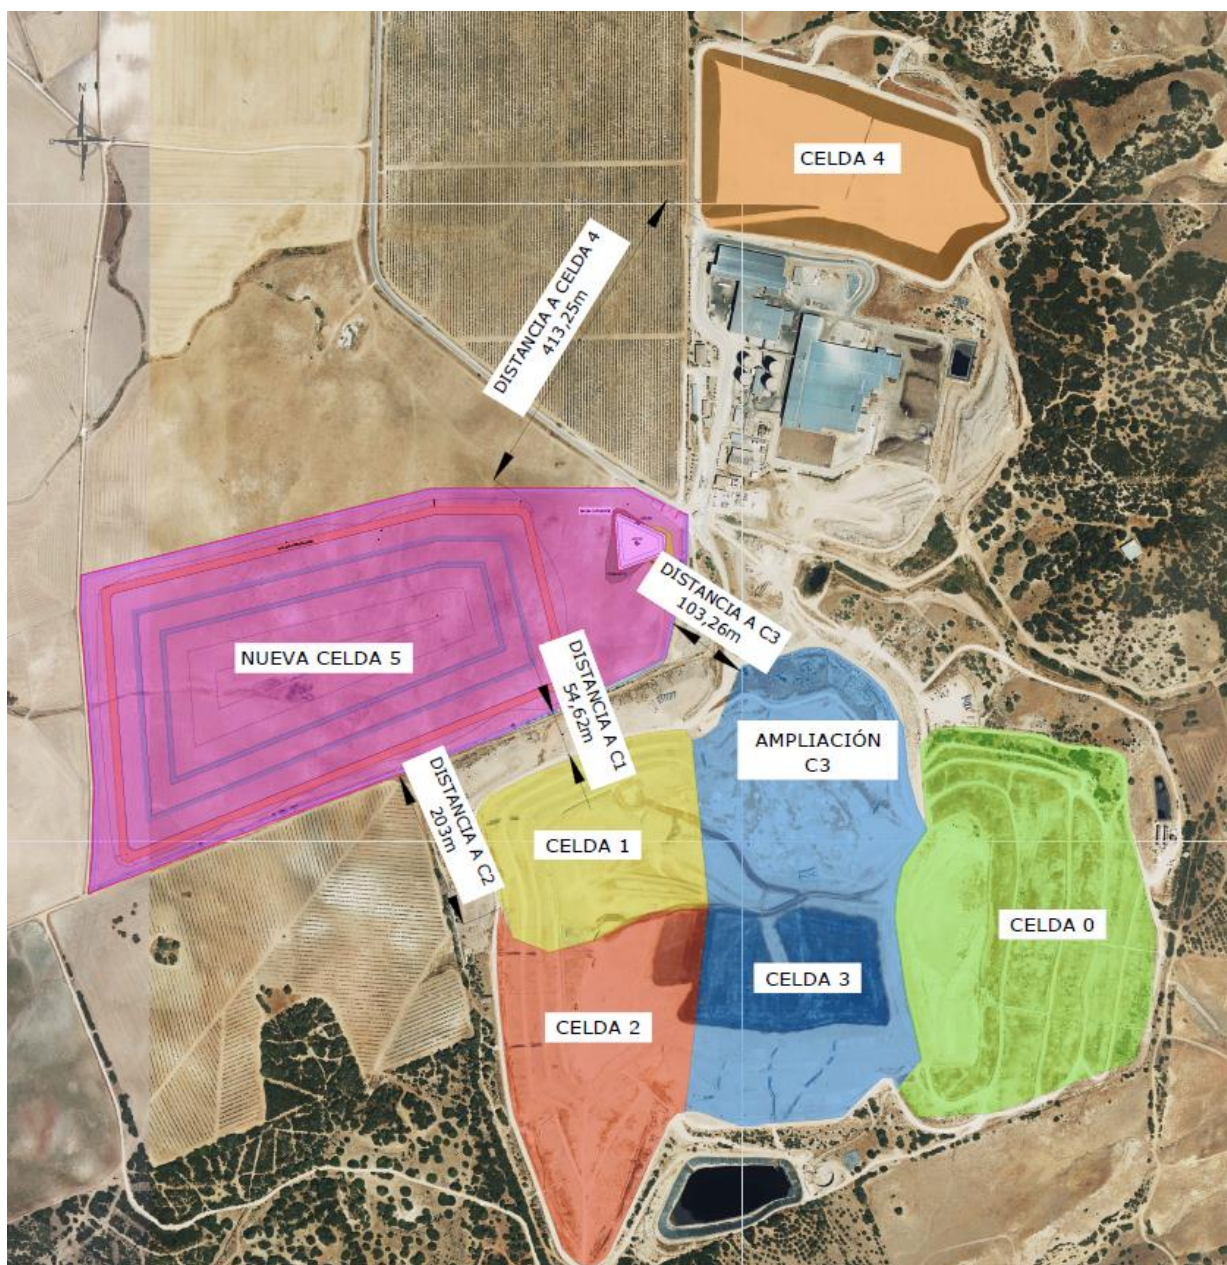 N
CELDA 4
DISTANCIA A CELDA 4
413,25m
DISTANCIA A C3
103,26m
NUEVA CELDA 5
DISTANCIA A C1
54,62m
AMPLIACIÓN
C3
DISTANCIA A C2
203m
CELDA 1
CELDA 0
CELDA 3
CELDA 2